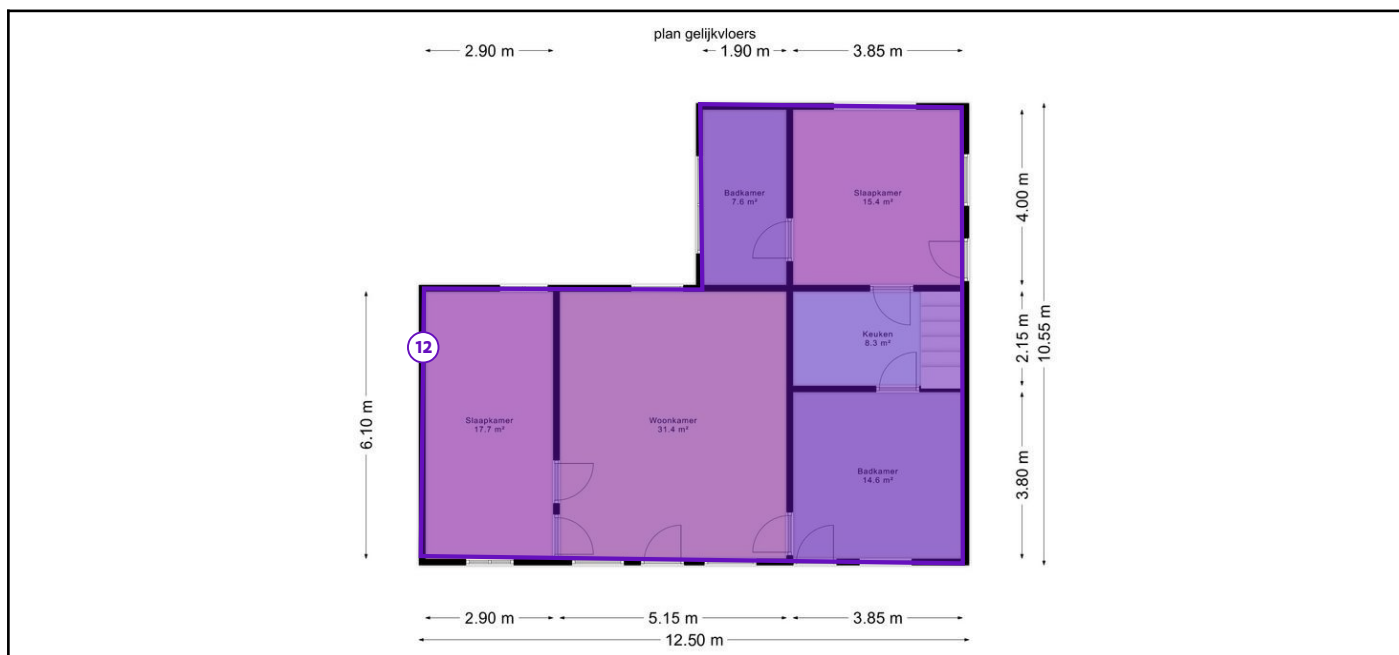 plan gelijkvloers
2.90 m
1.90 m
3.85 m
Badkamer
7.6 m²
Slaapkamer
15.4 m²
4.00 m
12
Keuken
8.3 m²
2.15 m
10.55 m
6.10 m
Slaapkamer
17.7 m²
Woonkamer
31.4 m²
Badkamer
14.6 m²
3.80 m
2.90 m
5.15 m
3.85 m
12.50 m